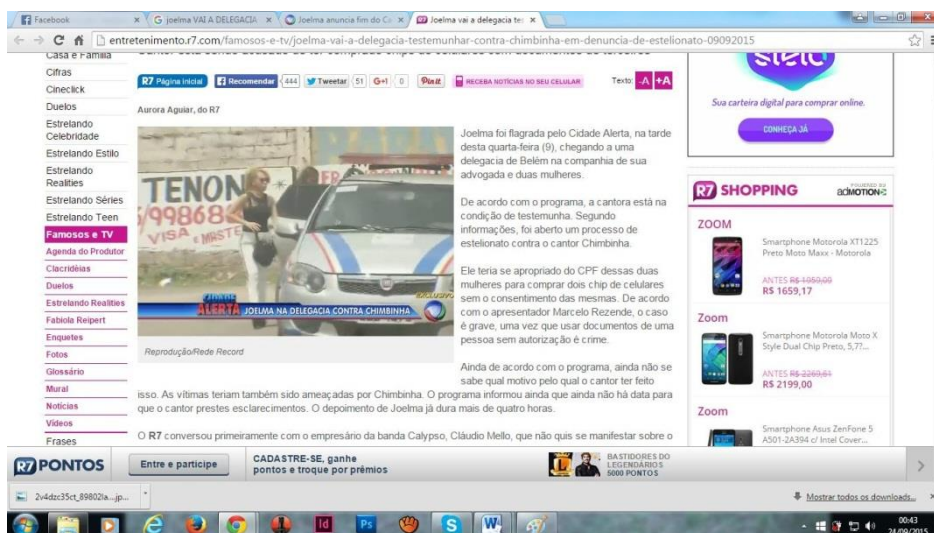 Facebook
joelma VAI A DELEGACIA
Joelma anuncia fim do Ca
Joelma vai a delegacia tes
entretenimento.r7.com/famosos-e-tv/joelma-vai-a-delegacia-testemunhar-contra-chimbinha-em-denuncia-de-estelionato-09092015
Casa e Família
Cifras
Cineclick
Duelos
Estrelando
Celebridade
Estrelando Estilo
Estrelando
Realities
Estrelando Séries
Estrelando Teen
Famosos e TV
Agenda do Produtor
Clacridéias
Duelos
Estrelando Realities
Fabíola Reipert
Enquetes
Fotos
Glossário
Mural
Notícias
Vídeos
Frases
R7 Página Inicial
Recomendar 444
Tweetar 51
G+1 0
Pin it
RECEBA NOTÍCIAS NO SEU CELULAR
Texto: -A +A
Aurora Aguiar, do R7
TENON
99868
VISA e MASTE
CIDADE
ALERTA
JOELMA NA DELEGACIA CONTRA CHIMBINHA
EXCLUSIVO
Reprodução/Rede Record
Joelma foi flagrada pelo Cidade Alerta, na tarde
desta quarta-feira (9), chegando a uma
delegacia de Belém na companhia de sua
advogada e duas mulheres.
De acordo com o programa, a cantora está na
condição de testemunha. Segundo
informações, foi aberto um processo de
estelionato contra o cantor Chimbinha.
Ele teria se apropriado do CPF dessas duas
mulheres para comprar dois chip de celulares
sem o consentimento das mesmas. De acordo
com o apresentador Marcelo Rezende, o caso
é grave, uma vez que usar documentos de uma
pessoa sem autorização é crime.
Ainda de acordo com o programa, ainda não se
sabe qual motivo pelo qual o cantor ter feito
isso. As vítimas teriam também sido ameaçadas por Chimbinha. O programa informou ainda que ainda não há data para
que o cantor prestes esclarecimentos. O depoimento de Joelma já dura mais de quatro horas.
O R7 conversou primeiramente com o empresário da banda Calypso, Cláudio Mello, que não quis se manifestar sobre o
stelo
Sua carteira digital para comprar online.
CONHEÇA JÁ
R7 SHOPPING
POWERED BY
adMOTION
ZOOM
Smartphone Motorola XT1225
Preto Moto Maxx - Motorola
ANTES R$ 1959,00
R$ 1659,17
Zoom
Smartphone Motorola Moto X
Style Dual Chip Preto, 5,7?...
ANTES R$ 2269,61
R$ 2199,00
Zoom
Smartphone Asus ZenFone 5
A501-2A394 c/ Intel Cover...
R7 PONTOS
Entre e participe
CADASTRE-SE, ganhe
pontos e troque por prêmios
BASTIDORES DO
LEGENDÁRIOS
5000 PONTOS
2v4dzc35ct_89802la....jp...
Mostrar todos os downloads...
Id
Ps
S
W
00:43
24/09/2015